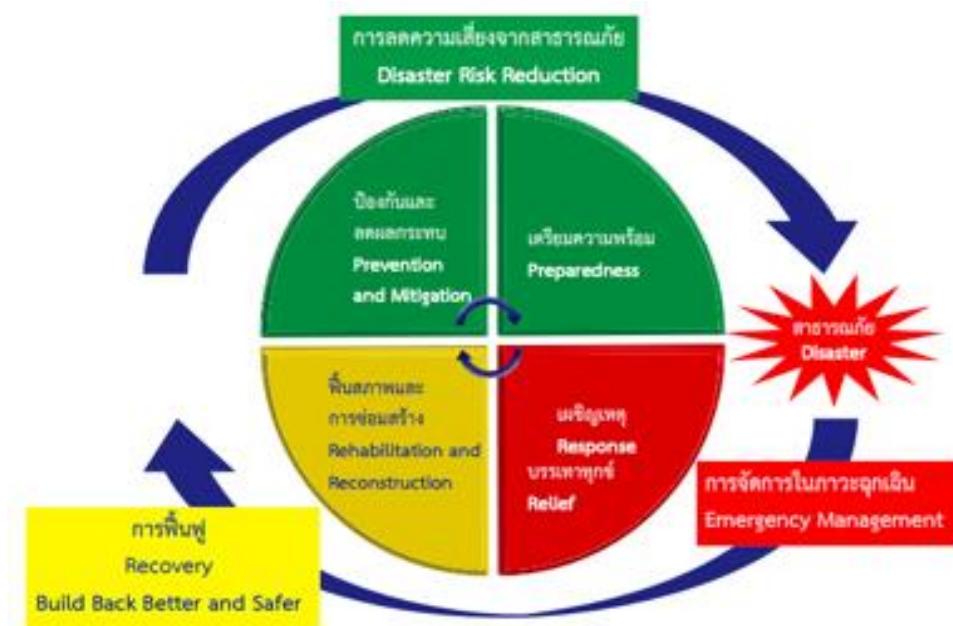 การลดความเสี่ยงจากสาธารณภัย
Disaster Risk Reduction
ป้องกันและ
ลดผลกระทบ
Prevention
and Mitigation
เตรียมความพร้อม
Preparedness
สาธารณภัย
Disaster
ฟื้นสภาพและ
การซ่อมสร้าง
Rehabilitation and
Reconstruction
เผชิญเหตุ
Response
บรรเทาทุกข์
Relief
การจัดการในภาวะฉุกเฉิน
Emergency Management
การฟื้นฟู
Recovery
Build Back Better and Safer